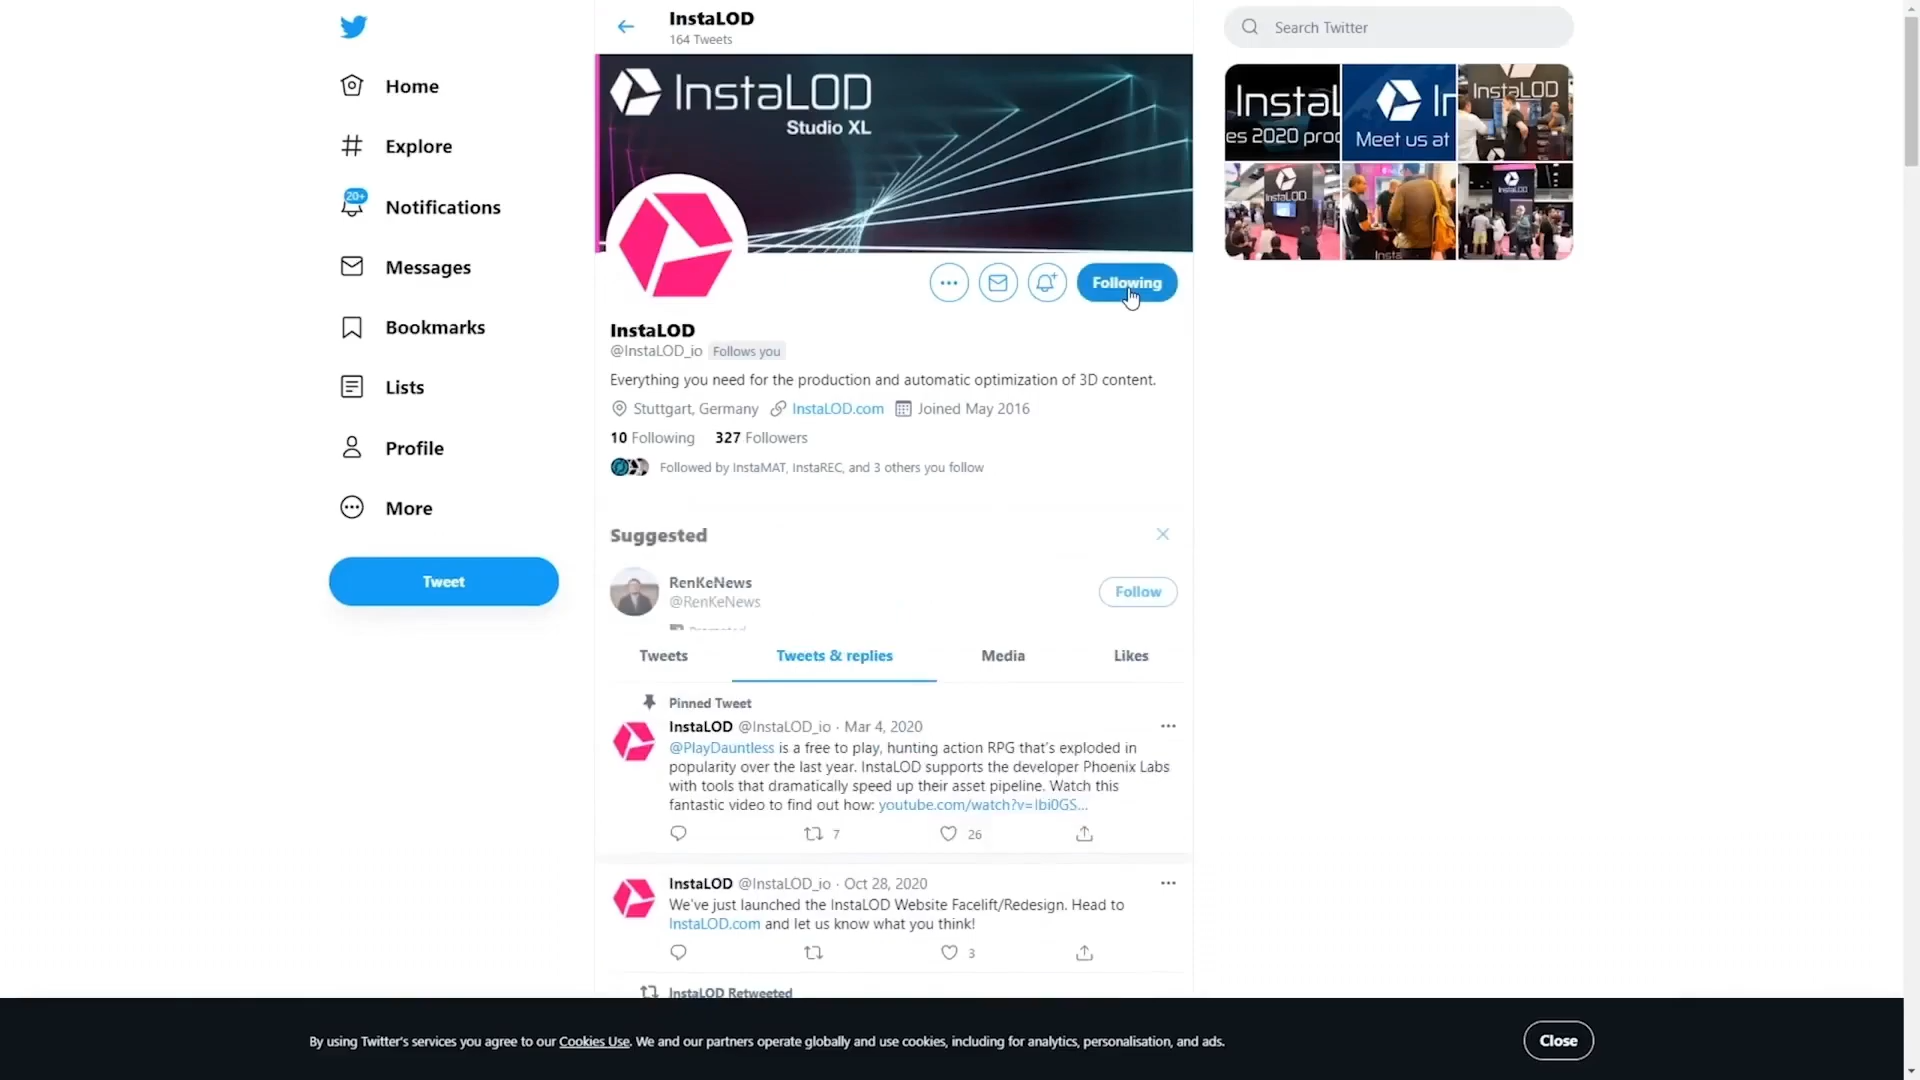 InstaLOD
164 Tweets
Search Twitter
Home
Explore
20+
Notifications
Messages
Bookmarks
Lists
Profile
More
Tweet
InstaLOD
Studio XL
Following
InstaLOD
@InstaLOD_io Follows you
Everything you need for the production and automatic optimization of 3D content.
Stuttgart, Germany InstaLOD.com Joined May 2016
10 Following 327 Followers
Followed by InstaMAT, InstaREC, and 3 others you follow
Suggested
RenKeNews
@RenKeNews
Follow
Promoted
Tweets Tweets & replies Media Likes
Pinned Tweet
InstaLOD @InstaLOD_io · Mar 4, 2020
@PlayDauntless is a free to play, hunting action RPG that's exploded in
popularity over the last year. InstaLOD supports the developer Phoenix Labs
with tools that dramatically speed up their asset pipeline. Watch this
fantastic video to find out how: youtube.com/watch?v=Ibi0GS...
7 26
InstaLOD @InstaLOD_io · Oct 28, 2020
We've just launched the InstaLOD Website Facelift/Redesign. Head to
InstaLOD.com and let us know what you think!
3
InstaLOD Retweeted
Instal
es 2020 proc
In
Meet us at
InstaLOD
InstaLOD
Insta
InstaLOD
By using Twitter's services you agree to our Cookies Use. We and our partners operate globally and use cookies, including for analytics, personalisation, and ads.
Close